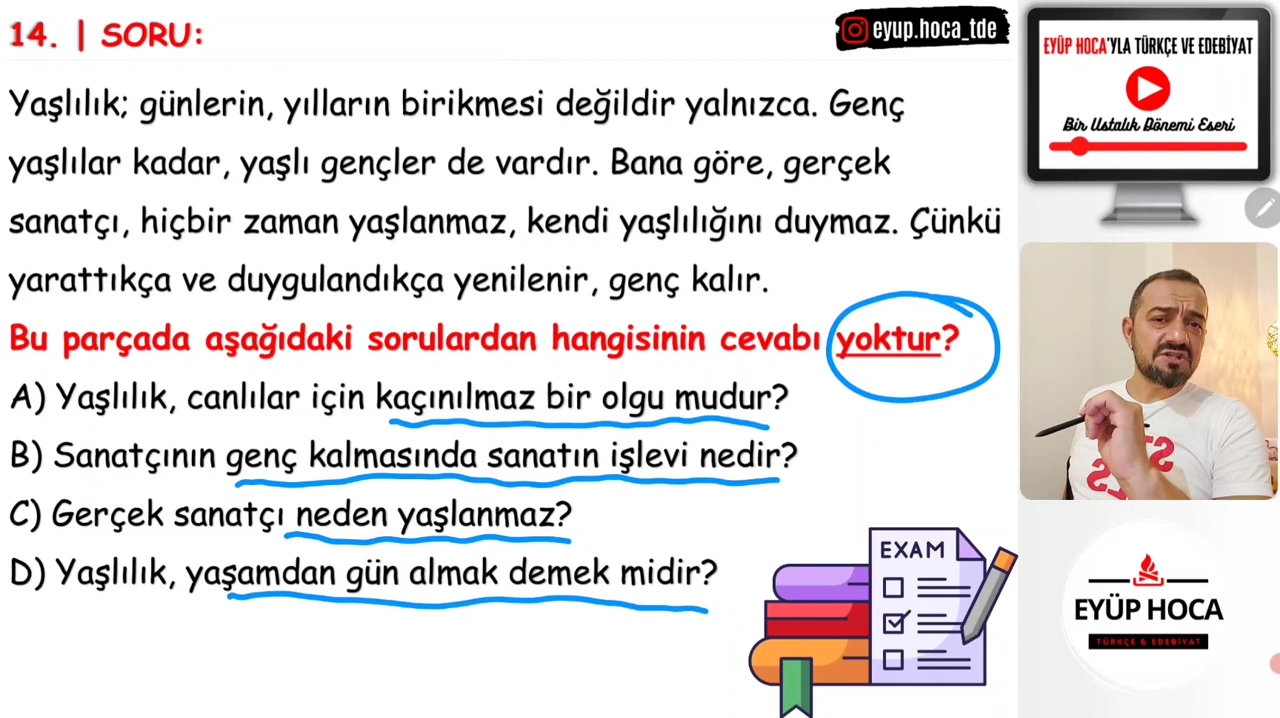 14. | SORU:
eyup.hoca_tde
EYÜP HOCA'YLA TÜRKÇE VE EDEBİYAT
Bir Ustalık Dönemi Eseri
Yaşlılık; günlerin, yılların birikmesi değildir yalnızca. Genç
yaşlılar kadar, yaşlı gençler de vardır. Bana göre, gerçek
sanatçı, hiçbir zaman yaşlanmaz, kendi yaşlılığını duymaz. Çünkü
yarattıkça ve duygulandıkça yenilenir, genç kalır.
Bu parçada aşağıdaki sorulardan hangisinin cevabı yoktur?
A) Yaşlılık, canlılar için kaçınılmaz bir olgu mudur?
B) Sanatçının genç kalmasında sanatın işlevi nedir?
C) Gerçek sanatçı neden yaşlanmaz?
D) Yaşlılık, yaşamdan gün almak demek midir?
EXAM
EYÜP HOCA
TÜRKÇE & EDEBİYAT